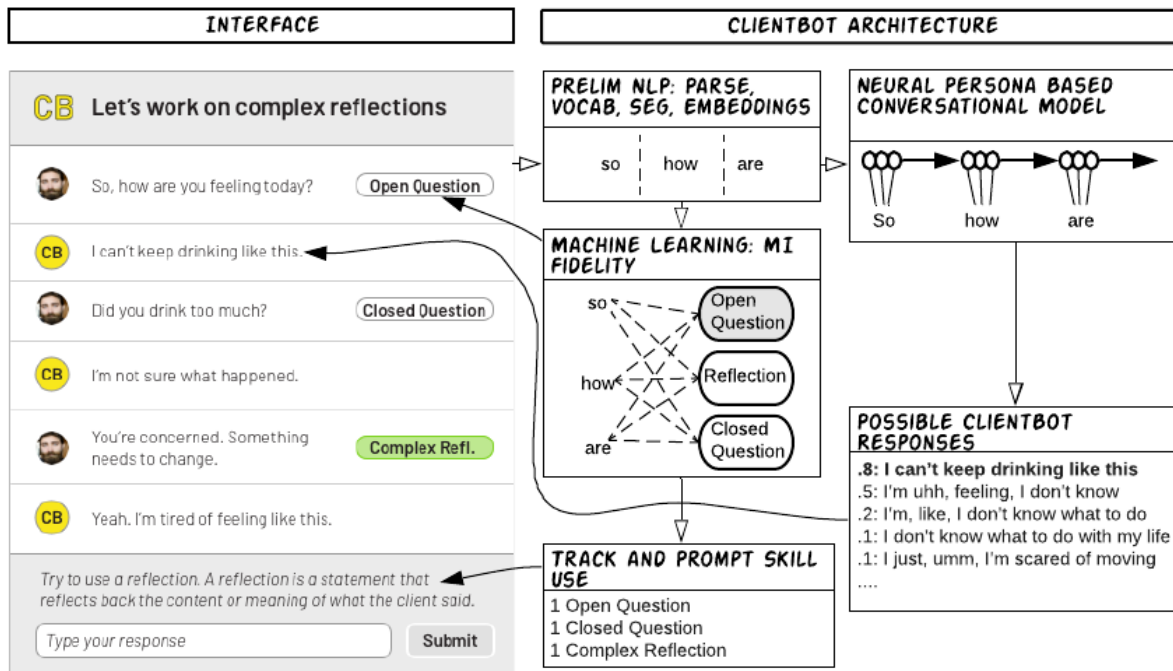 INTERFACE
CLIENTBOT ARCHITECTURE
CB Let's work on complex reflections
So, how are you feeling today?
Open Question
CB
I can't keep drinking like this.
Did you drink too much?
Closed Question
CB
I'm not sure what happened.
You're concerned. Something
needs to change.
Complex Refl.
CB
Yeah. I'm tired of feeling like this.
Try to use a reflection. A reflection is a statement that
reflects back the content or meaning of what the client said.
Type your response
Submit
PRELIM NLP: PARSE,
VOCAB, SEG, EMBEDDINGS
so how are
NEURAL PERSONA BASED
CONVERSATIONAL MODEL
So how are
MACHINE LEARNING: MI
FIDELITY
so
how
are
Open
Question
Reflection
Closed
Question
POSSIBLE CLIENTBOT
RESPONSES
.8: I can't keep drinking like this
.5: I'm uhh, feeling, I don't know
.2: I'm, like, I don't know what to do
.1: I don't know what to do with my life
.1: I just, umm, I'm scared of moving
....
TRACK AND PROMPT SKILL
USE
1 Open Question
1 Closed Question
1 Complex Reflection